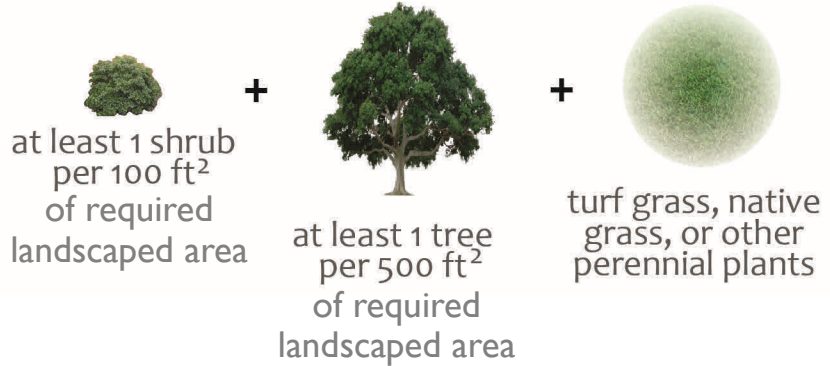 at least 1 shrub
per 100 ft²
of required
landscaped area
+
at least 1 tree
per 500 ft²
of required
landscaped area
+
turf grass, native
grass, or other
perennial plants